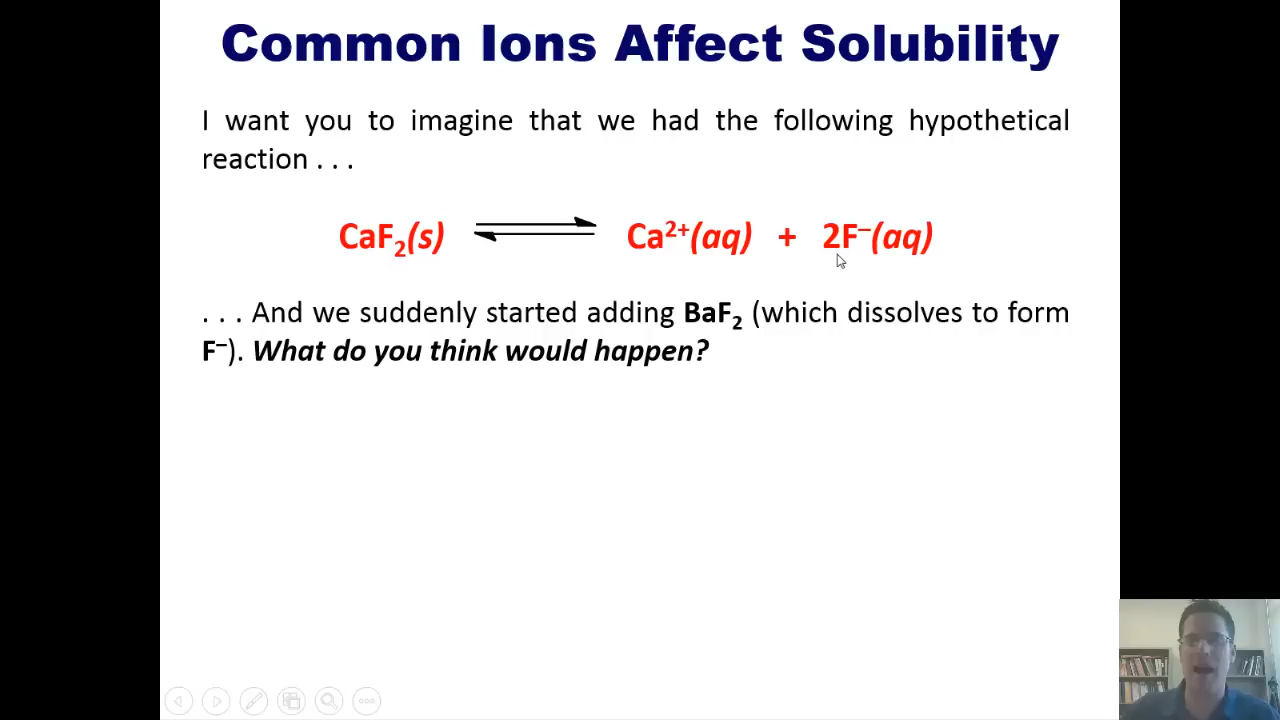 Common Ions Affect Solubility
I want you to imagine that we had the following hypothetical
reaction . . .
CaF₂(s) ⇌ Ca²⁺(aq) + 2F⁻(aq)
. . . And we suddenly started adding BaF₂ (which dissolves to form
F⁻). What do you think would happen?